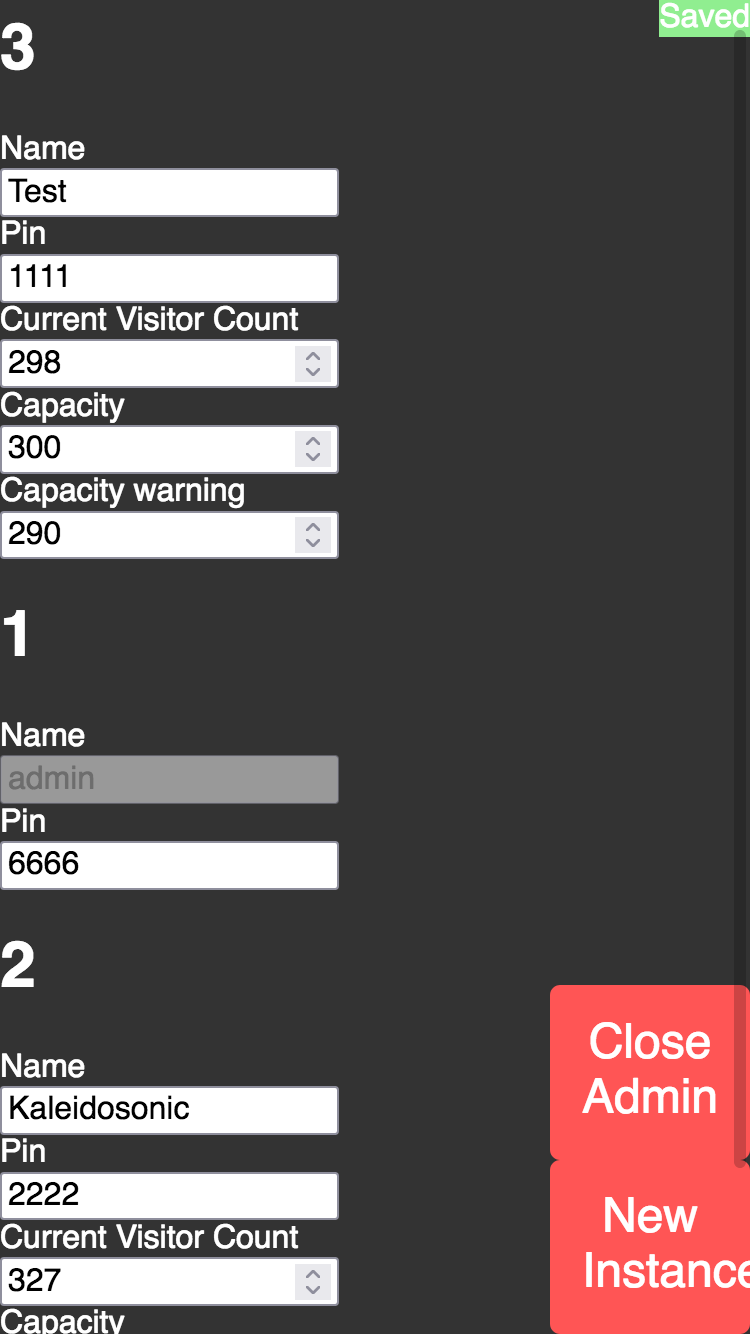 Saved
3
Name
Test
Pin
1111
Current Visitor Count
298
Capacity
300
Capacity warning
290
1
Name
admin
Pin
6666
2
Name
Kaleidosonic
Pin
2222
Current Visitor Count
327
Capacity
Close
Admin
New
Instance